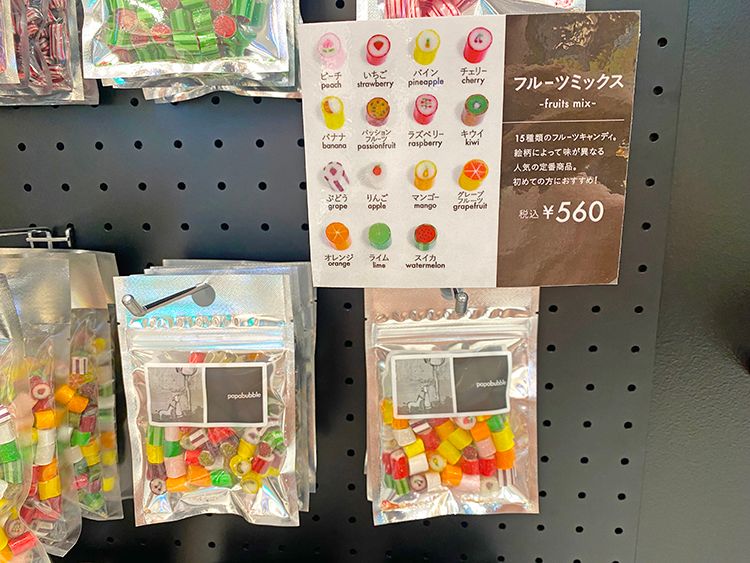 ピーチ
peach
いちご
strawberry
パイン
pineapple
チェリー
cherry
バナナ
banana
パッション
フルーツ
passionfruit
ラズベリー
raspberry
キウイ
kiwi
ぶどう
grape
りんご
apple
マンゴー
mango
グレープ
フルーツ
grapefruit
オレンジ
orange
ライム
lime
スイカ
watermelon
フルーツミックス
-fruits mix-
15種類のフルーツキャンディ。
絵柄によって味が異なる
人気の定番商品。
初めての方におすすめ!
税込 ¥560
papabubble
papabubble